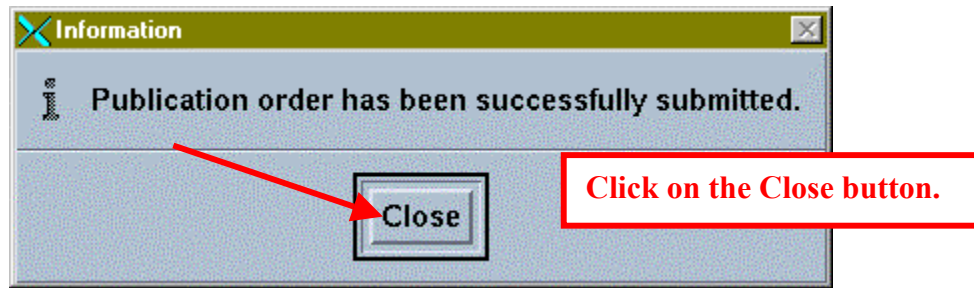 Information
Publication order has been successfully submitted.
Click on the Close button.
Close